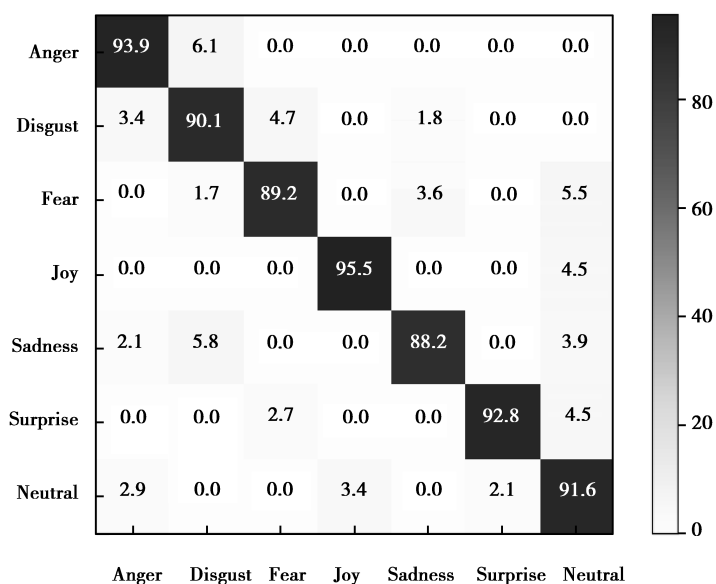 Anger 93.9 6.1 0.0 0.0 0.0 0.0 0.0
Disgust 3.4 90.1 4.7 0.0 1.8 0.0 0.0
Fear 0.0 1.7 89.2 0.0 3.6 0.0 5.5
Joy 0.0 0.0 0.0 95.5 0.0 0.0 4.5
Sadness 2.1 5.8 0.0 0.0 88.2 0.0 3.9
Surprise 0.0 0.0 2.7 0.0 0.0 92.8 4.5
Neutral 2.9 0.0 0.0 3.4 0.0 2.1 91.6
Anger Disgust Fear Joy Sadness Surprise Neutral
80
60
40
20
0